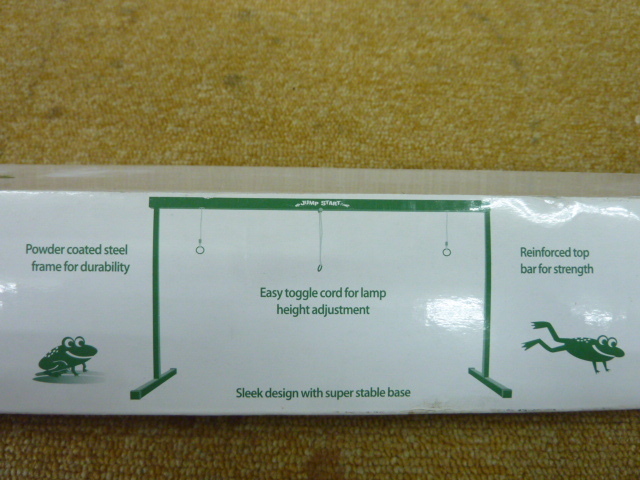 JUMP START
Powder coated steel
frame for durability
Easy toggle cord for lamp
height adjustment
Reinforced top
bar for strength
Sleek design with super stable base